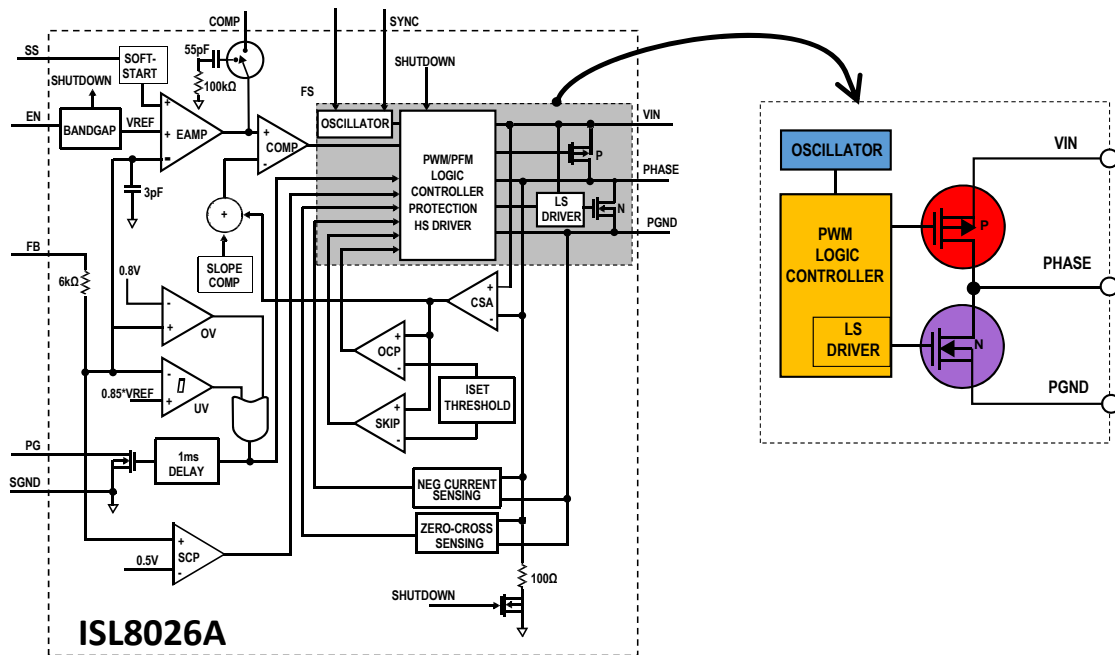 COMP
SYNC
SS
SOFT-
START
55pF
100kΩ
SHUTDOWN
SHUTDOWN
FS
EN
BANDGAP
VREF
+
+
-
EAMP
+
-
COMP
OSCILLATOR
VIN
3pF
PWM/PFM
LOGIC
CONTROLLER
PROTECTION
HS DRIVER
P
PHASE
LS
DRIVER
N
PGND
+
SLOPE
COMP
FB
6kΩ
0.8V
-
+
OV
+
-
CSA
+
-
OCP
ISET
THRESHOLD
-
+
0.85*VREF
UV
+
-
SKIP
PG
1ms
DELAY
SGND
NEG CURRENT
SENSING
ZERO-CROSS
SENSING
+
-
SCP
0.5V
100Ω
SHUTDOWN
ISL8026A
OSCILLATOR
VIN
PWM
LOGIC
CONTROLLER
P
PHASE
LS
DRIVER
N
PGND